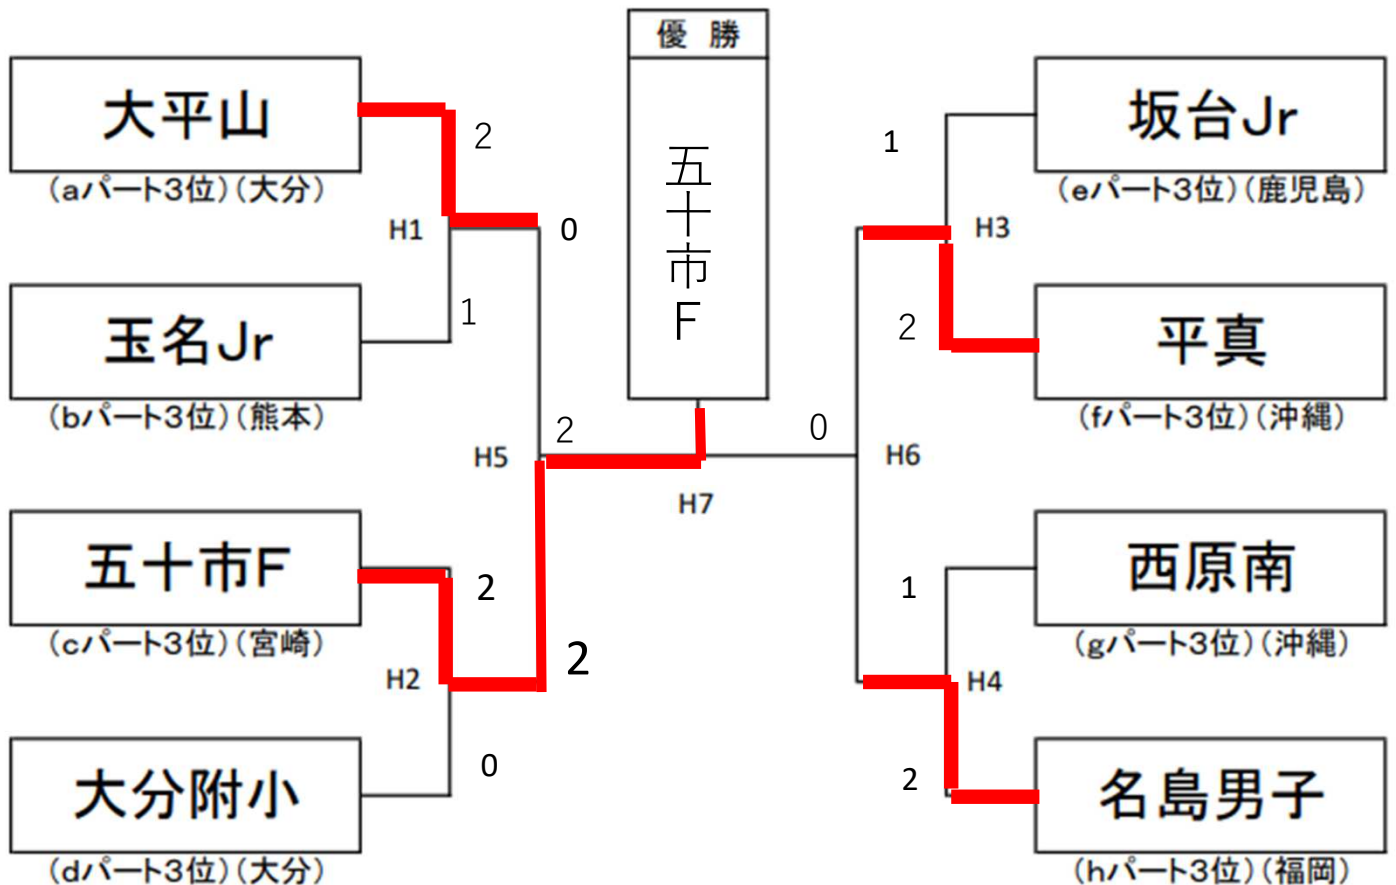 優 勝
五十市F
大平山
(aパート3位)(大分)
2
H1
0
1
玉名Jr
(bパート3位)(熊本)
H5
2
五十市F
(cパート3位)(宮崎)
2
H2
2
0
大分附小
(dパート3位)(大分)
H7
0
坂台Jr
(eパート3位)(鹿児島)
1
H3
2
平真
(fパート3位)(沖縄)
H6
西原南
(gパート3位)(沖縄)
1
H4
2
名島男子
(hパート3位)(福岡)